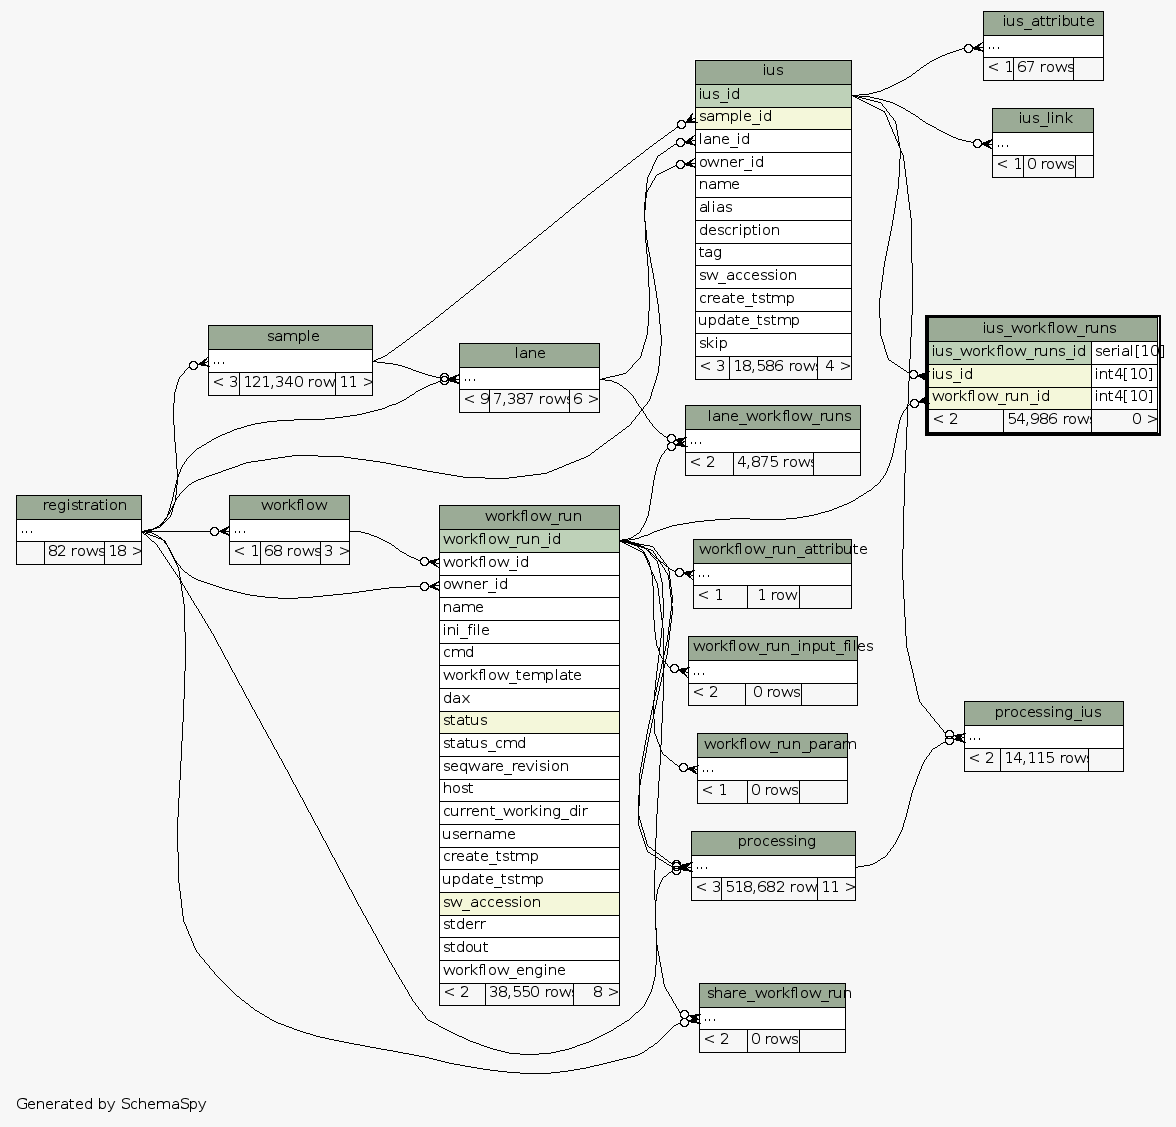 ius_attribute
...
< 1 67 rows
ius_link
...
< 1 0 rows
ius
ius_id
sample_id
lane_id
owner_id
name
alias
description
tag
sw_accession
create_tstmp
update_tstmp
skip
< 3 18,586 rows 4 >
ius_workflow_runs
ius_workflow_runs_id serial[10]
ius_id int4[10]
workflow_run_id int4[10]
< 2 54,986 rows 0 >
sample
...
< 3 121,340 row 11 >
lane
...
< 9 7,387 rows 6 >
lane_workflow_runs
...
< 2 4,875 rows
registration
...
82 rows 18 >
workflow
...
< 1 68 rows 3 >
workflow_run
workflow_run_id
workflow_id
owner_id
name
ini_file
cmd
workflow_template
dax
status
status_cmd
seqware_revision
host
current_working_dir
username
create_tstmp
update_tstmp
sw_accession
stderr
stdout
workflow_engine
< 2 38,550 rows 8 >
workflow_run_attribute
...
< 1 1 row
workflow_run_input_files
...
< 2 0 rows
workflow_run_param
...
< 1 0 rows
processing_ius
...
< 2 14,115 rows
processing
...
< 3 518,682 row 11 >
share_workflow_run
...
< 2 0 rows
Generated by SchemaSpy